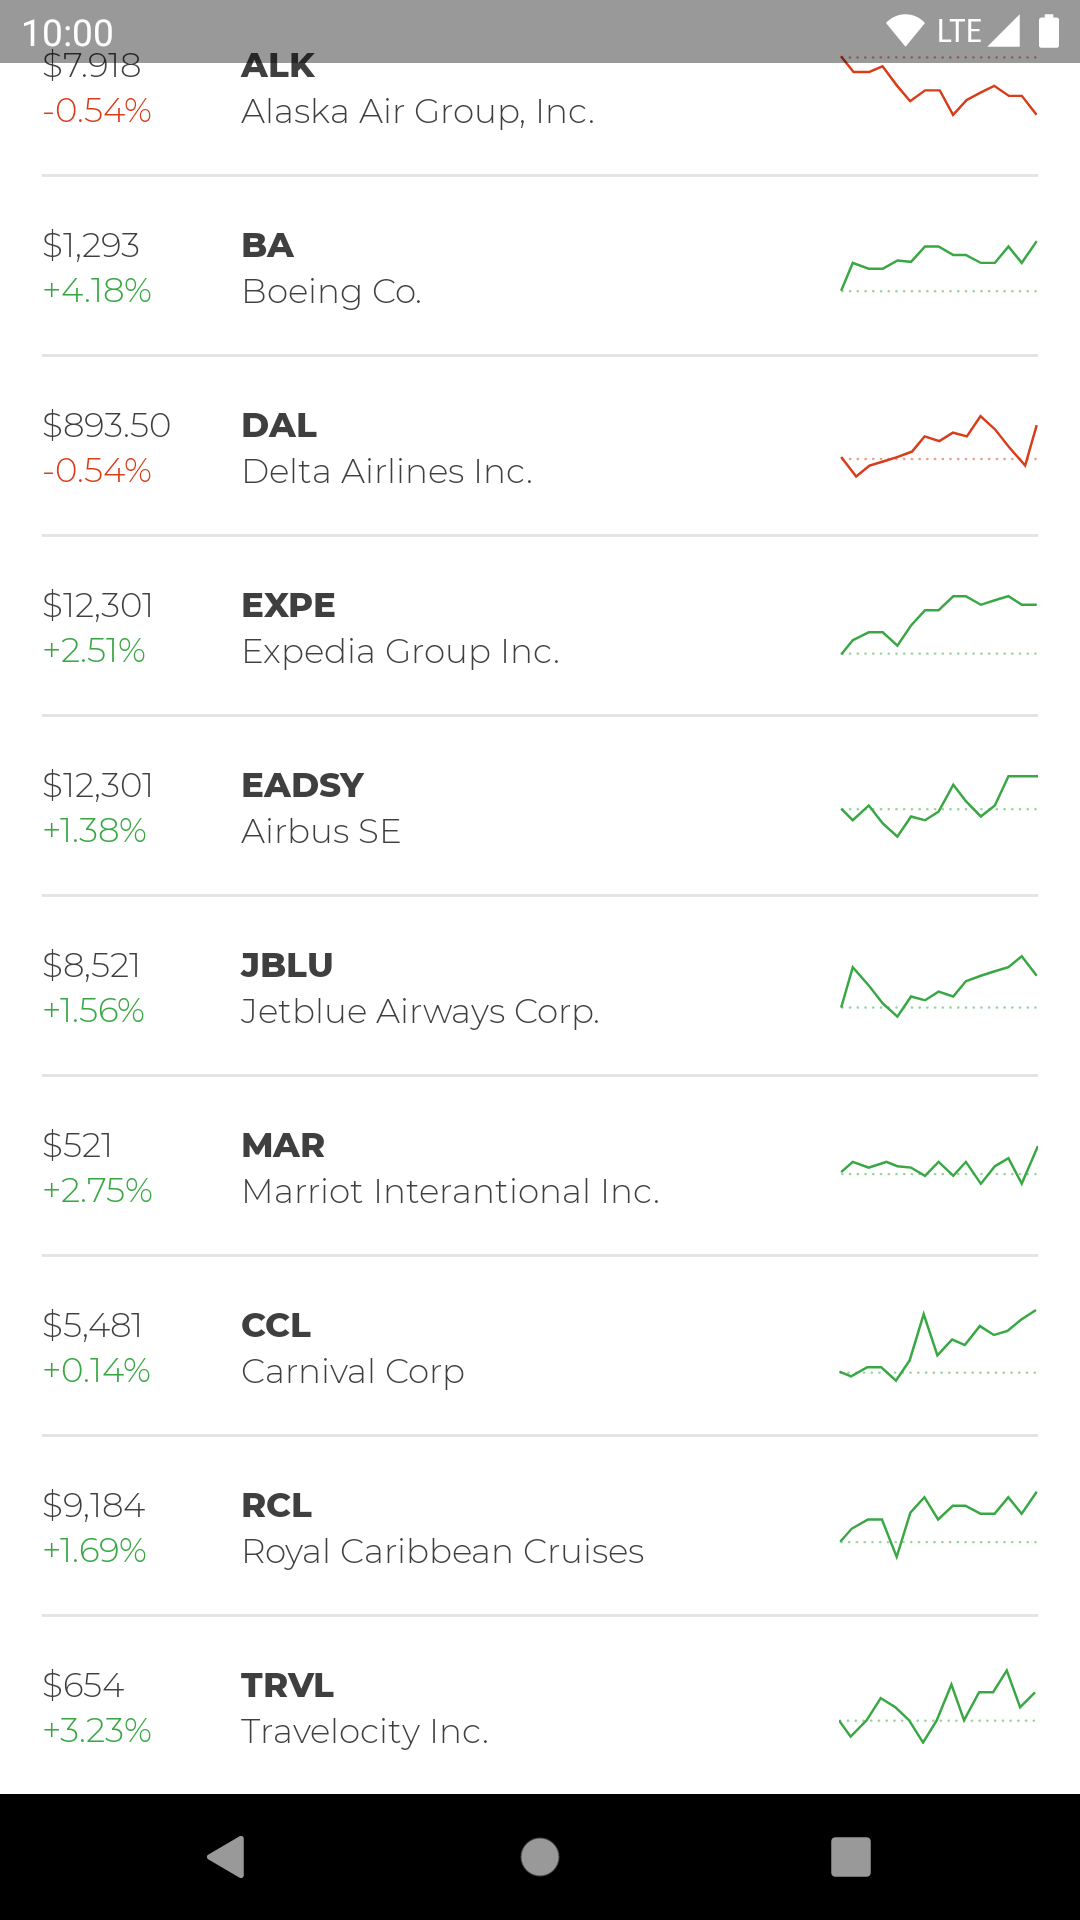 10:00 LTE
$7.918 ALK
-0.54% Alaska Air Group, Inc.
$1,293 BA
+4.18% Boeing Co.
$893.50 DAL
-0.54% Delta Airlines Inc.
$12,301 EXPE
+2.51% Expedia Group Inc.
$12,301 EADSY
+1.38% Airbus SE
$8,521 JBLU
+1.56% Jetblue Airways Corp.
$521 MAR
+2.75% Marriot Interantional Inc.
$5,481 CCL
+0.14% Carnival Corp
$9,184 RCL
+1.69% Royal Caribbean Cruises
$654 TRVL
+3.23% Travelocity Inc.